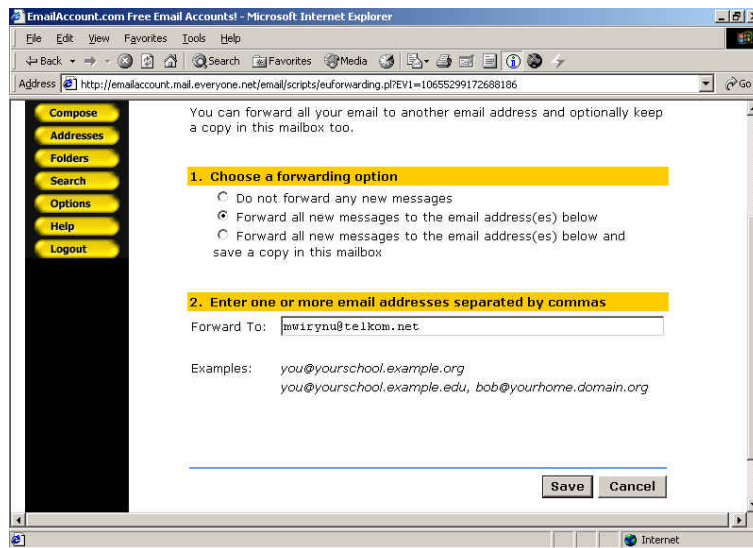 EmailAccount.com Free Email Accounts! - Microsoft Internet Explorer
File Edit View Favorites Tools Help
Back Search Favorites Media
Address http://emailaccount.mail.everyone.net/email/scripts/euforwarding.pl?EV1=10655299172688186 Go
Compose
Addresses
Folders
Search
Options
Help
Logout
You can forward all your email to another email address and optionally keep
a copy in this mailbox too.
1. Choose a forwarding option
Do not forward any new messages
Forward all new messages to the email address(es) below
Forward all new messages to the email address(es) below and
save a copy in this mailbox
2. Enter one or more email addresses separated by commas
Forward To: mwirynu@telkom.net
Examples: you@yourschool.example.org
you@yourschool.example.edu, bob@yourhome.domain.org
Save Cancel
Internet